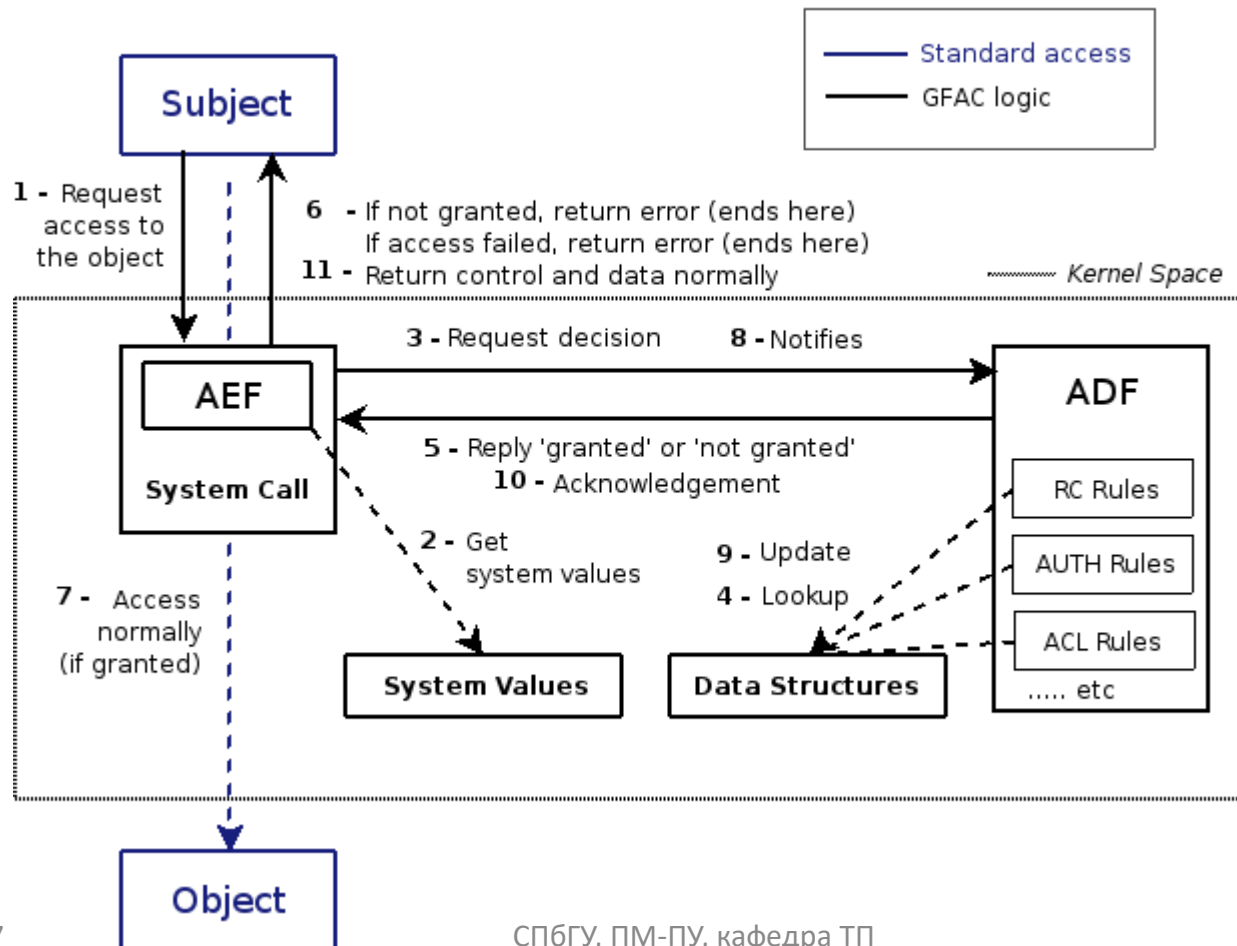 Standard access
GFAC logic
Subject
1 - Request
access to
the object
6 - If not granted, return error (ends here)
If access failed, return error (ends here)
11 - Return control and data normally
Kernel Space
3 - Request decision
8 - Notifies
AEF
System Call
ADF
5 - Reply 'granted' or 'not granted'
10 - Acknowledgement
RC Rules
2 - Get
system values
9 - Update
4 - Lookup
AUTH Rules
7 - Access
normally
(if granted)
ACL Rules
System Values
Data Structures
..... etc
Object
СПбГУ, ПМ-ПУ, кафедра ТП